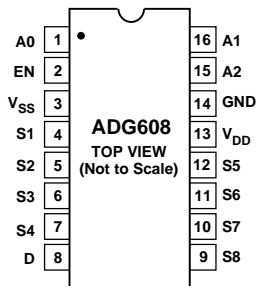 A0 1 16 A1
EN 2 15 A2
VSS 3 14 GND
S1 4 13 VDD
ADG608
TOP VIEW
(Not to Scale)
S2 5 12 S5
S3 6 11 S6
S4 7 10 S7
D 8 9 S8